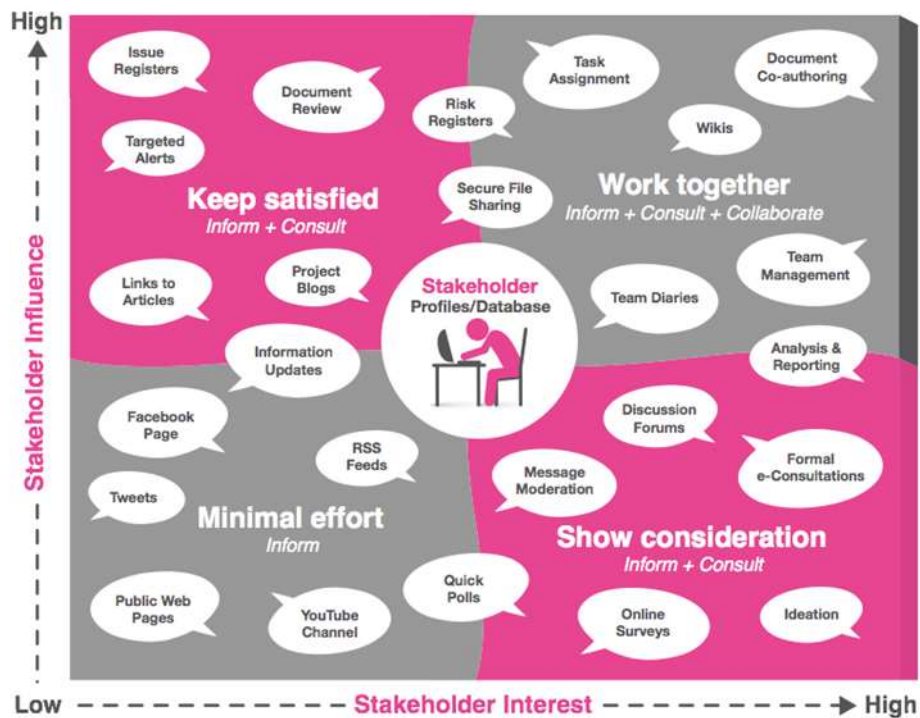 High
Issue
Registers
Document
Review
Targeted
Alerts
Risk
Registers
Task
Assignment
Document
Co-authoring
Wikis
Keep satisfied
Inform + Consult
Secure File
Sharing
Work together
Inform + Consult + Collaborate
Links to
Articles
Project
Blogs
Stakeholder
Profiles/Database
Team Diaries
Team
Management
Information
Updates
Analysis &
Reporting
Stakeholder Influence
Facebook
Page
RSS
Feeds
Discussion
Forums
Message
Moderation
Formal
e-Consultations
Tweets
Minimal effort
Inform
Show consideration
Inform + Consult
Public Web
Pages
YouTube
Channel
Quick
Polls
Online
Surveys
Ideation
Low
Stakeholder Interest
High